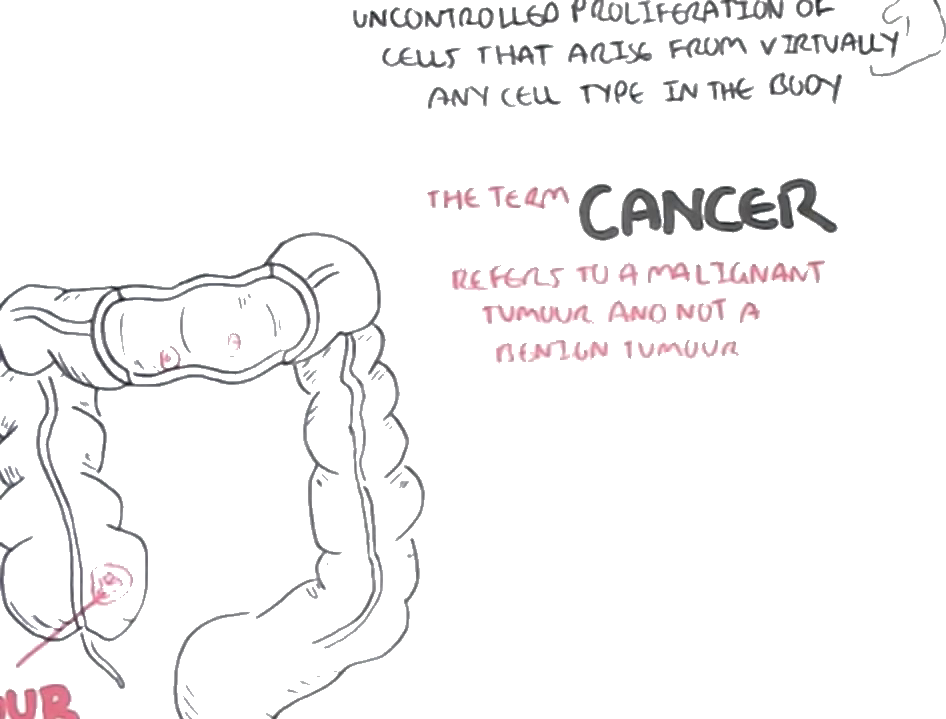 UNCONTROLLED PROLIFERATION OF
CELLS THAT ARISE FROM VIRTUALLY
ANY CELL TYPE IN THE BODY
THE TERM CANCER
REFERS TO A MALIGNANT
TUMOUR AND NOT A
BENIGN TUMOUR
OUR